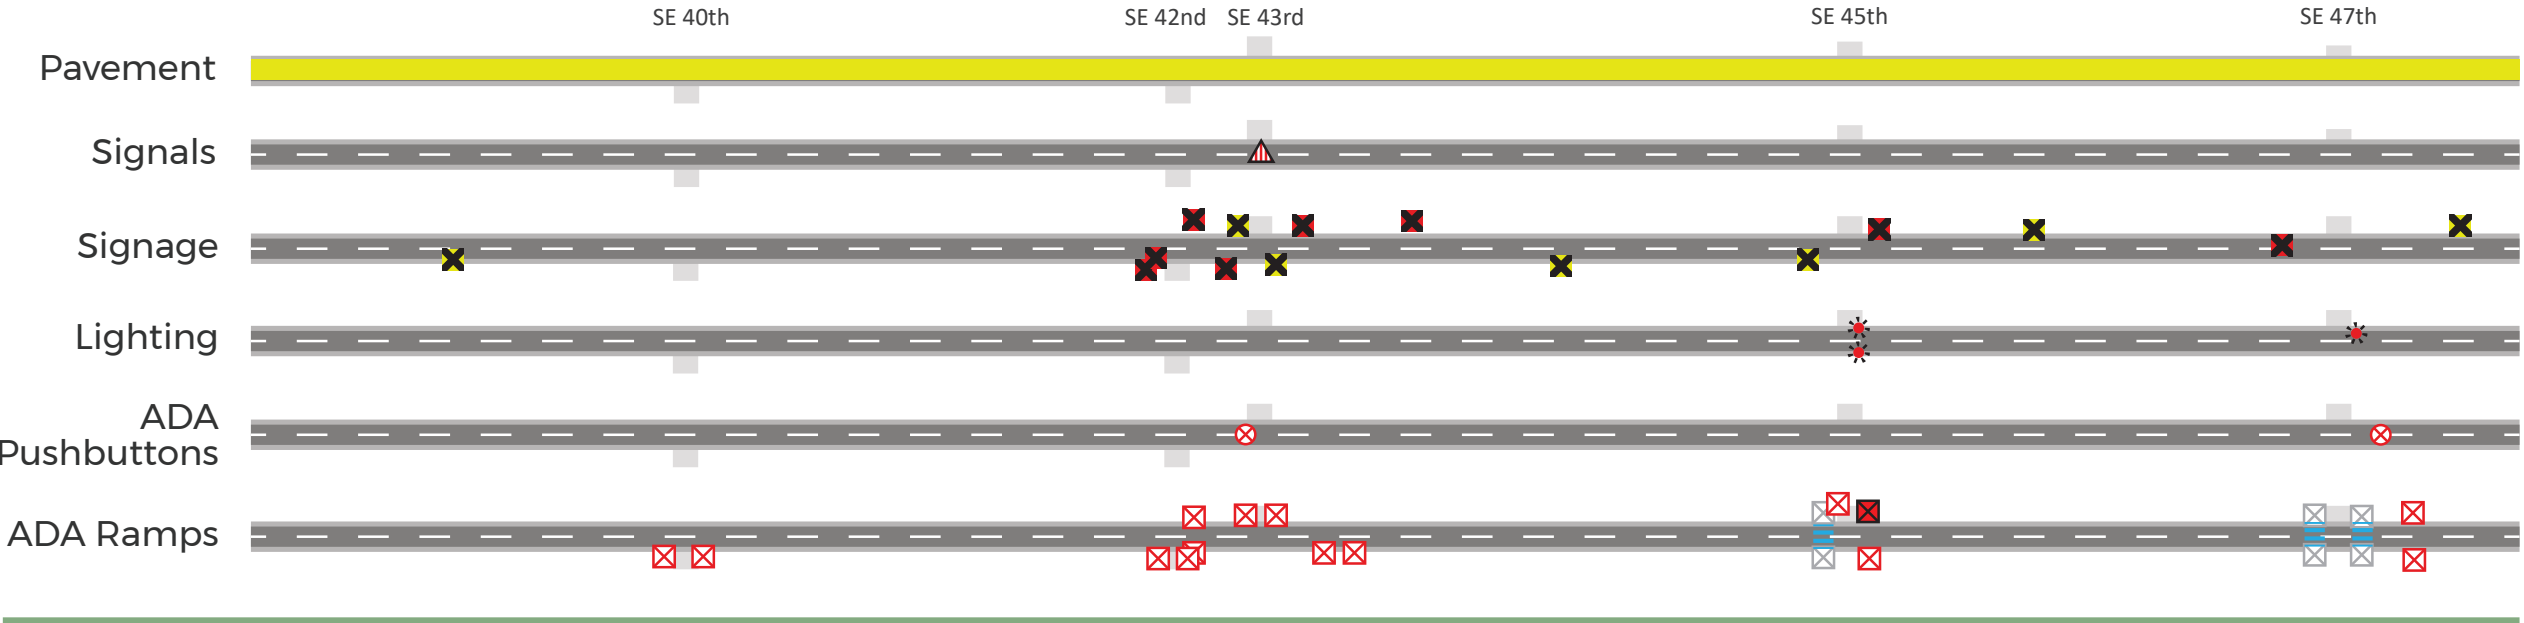 SE 40th
SE 42nd
SE 43rd
SE 45th
SE 47th
Pavement
Signals
Signage
Lighting
ADA
Pushbuttons
ADA Ramps